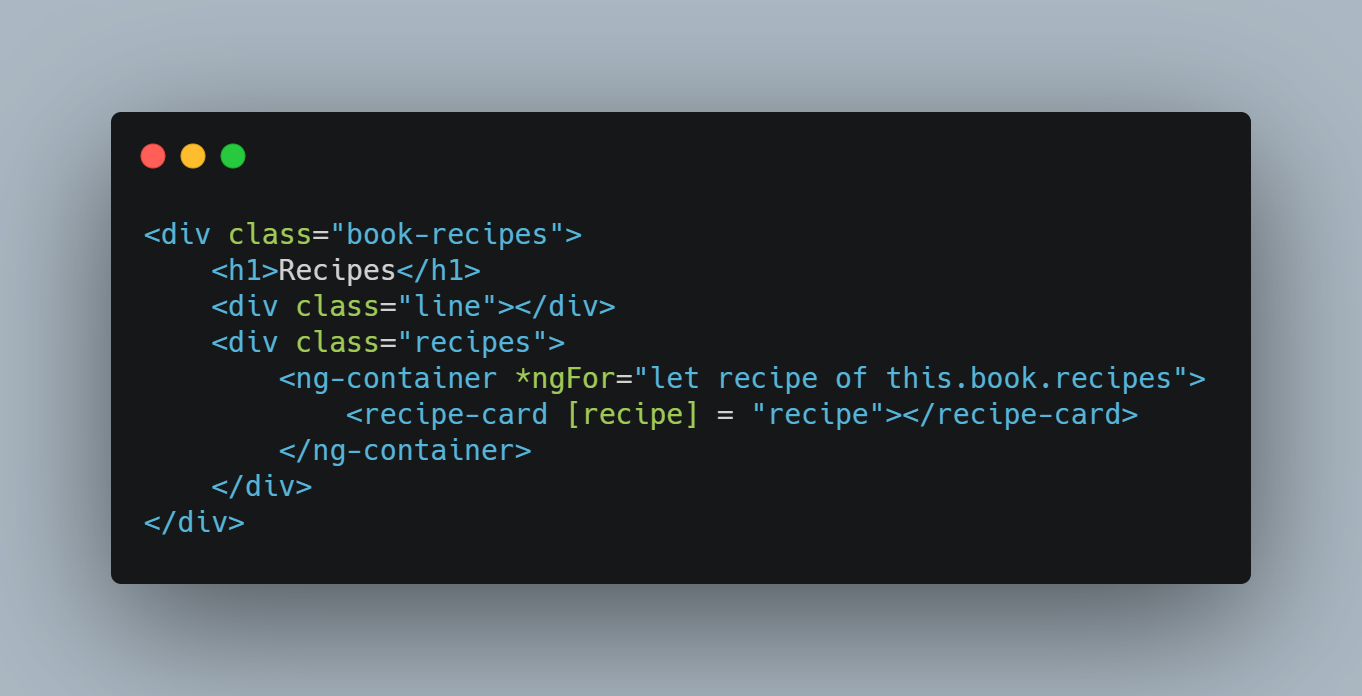 <div class="book-recipes">
    <h1>Recipes</h1>
    <div class="line"></div>
    <div class="recipes">
        <ng-container *ngFor="let recipe of this.book.recipes">
            <recipe-card [recipe] = "recipe"></recipe-card>
        </ng-container>
    </div>
</div>